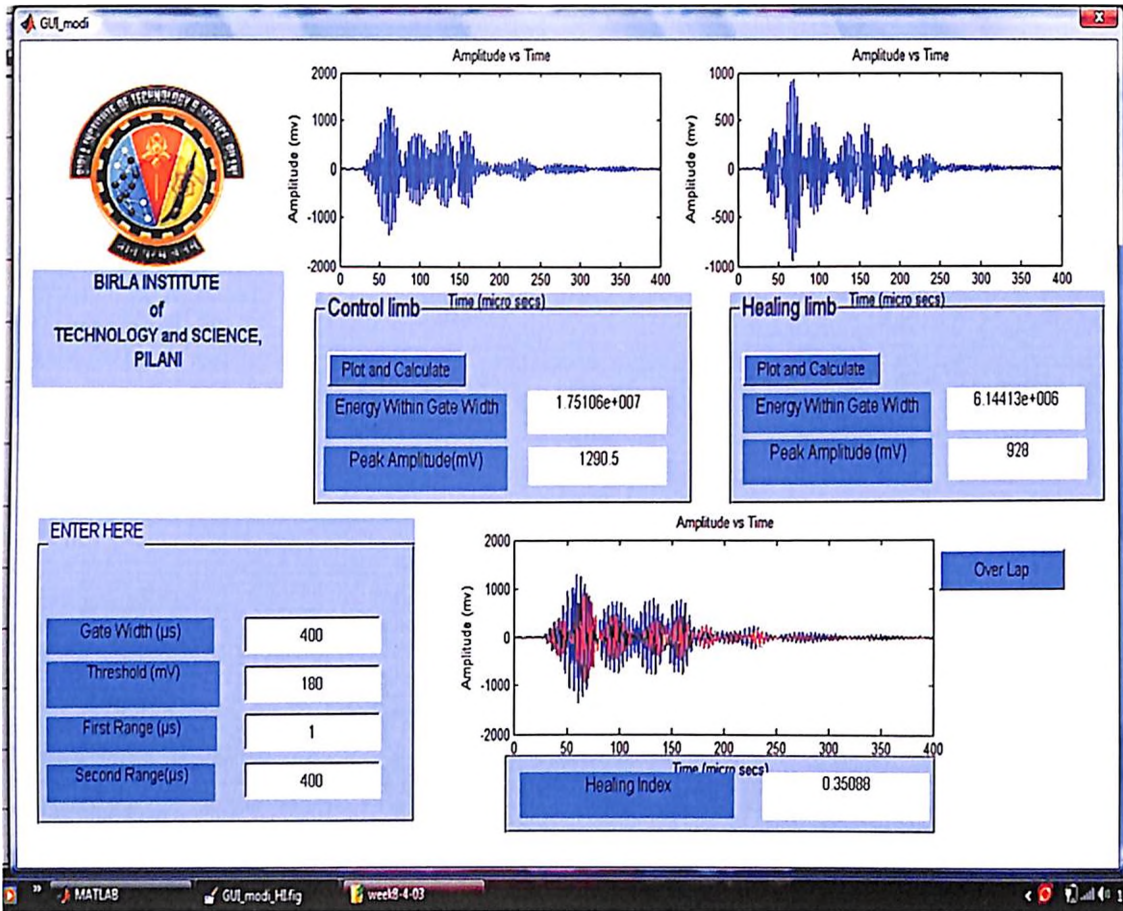 GUI_modi
X
BIRLA INSTITUTE OF TECHNOLOGY & SCIENCE, PILANI
BIRLA INSTITUTE
of
TECHNOLOGY and SCIENCE,
PILANI
Amplitude vs Time
Amplitude (mv)
2000
1000
0
-1000
-2000
0 50 100 150 200 250 300 350 400
Time (micro secs)
Amplitude vs Time
Amplitude (mv)
1000
500
0
-500
-1000
0 50 100 150 200 250 300 350 400
Time (micro secs)
Control limb
Plot and Calculate
Energy Within Gate Width 1.75106e+007
Peak Amplitude(mV) 1290.5
Healing limb
Plot and Calculate
Energy Within Gate Width 6.14413e+006
Peak Amplitude (mV) 928
ENTER HERE
Gate Width (µs) 400
Threshold (mV) 180
First Range (µs) 1
Second Range(µs) 400
Amplitude vs Time
Amplitude (mv)
2000
1000
0
-1000
-2000
0 50 100 150 200 250 300 350 400
Time (micro secs)
Over Lap
Healing Index 0.35088
» MATLAB GUI_modi_HI.fig week8-4-03